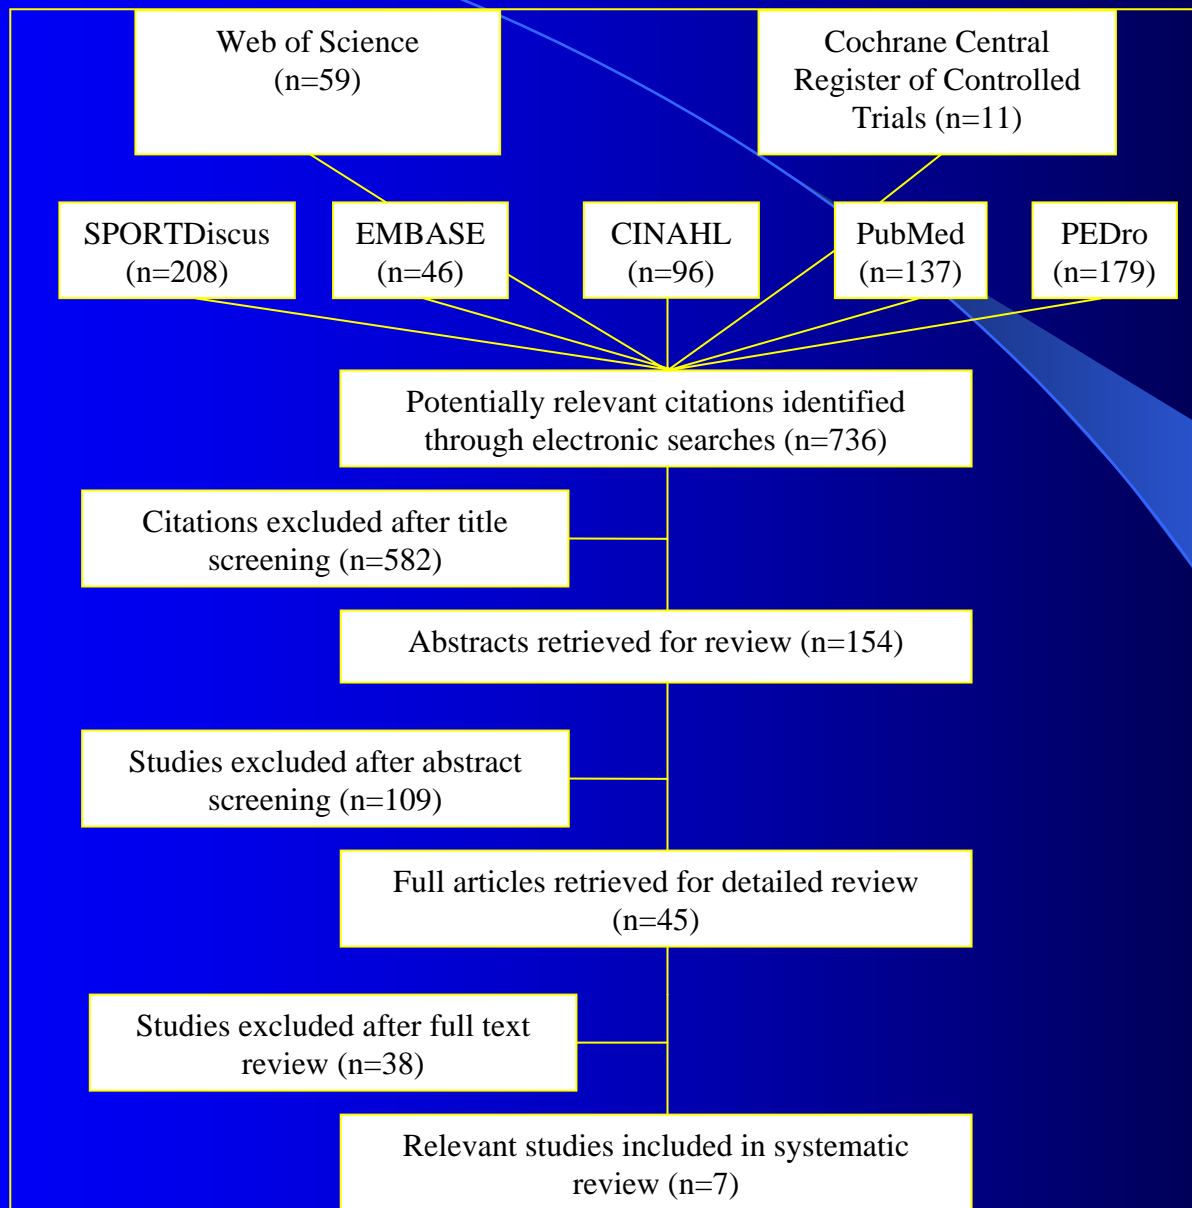 Web of Science
(n=59)
Cochrane Central
Register of Controlled
Trials (n=11)
SPORTDiscus
(n=208)
EMBASE
(n=46)
CINAHL
(n=96)
PubMed
(n=137)
PEDro
(n=179)
Potentially relevant citations identified
through electronic searches (n=736)
Citations excluded after title
screening (n=582)
Abstracts retrieved for review (n=154)
Studies excluded after abstract
screening (n=109)
Full articles retrieved for detailed review
(n=45)
Studies excluded after full text
review (n=38)
Relevant studies included in systematic
review (n=7)